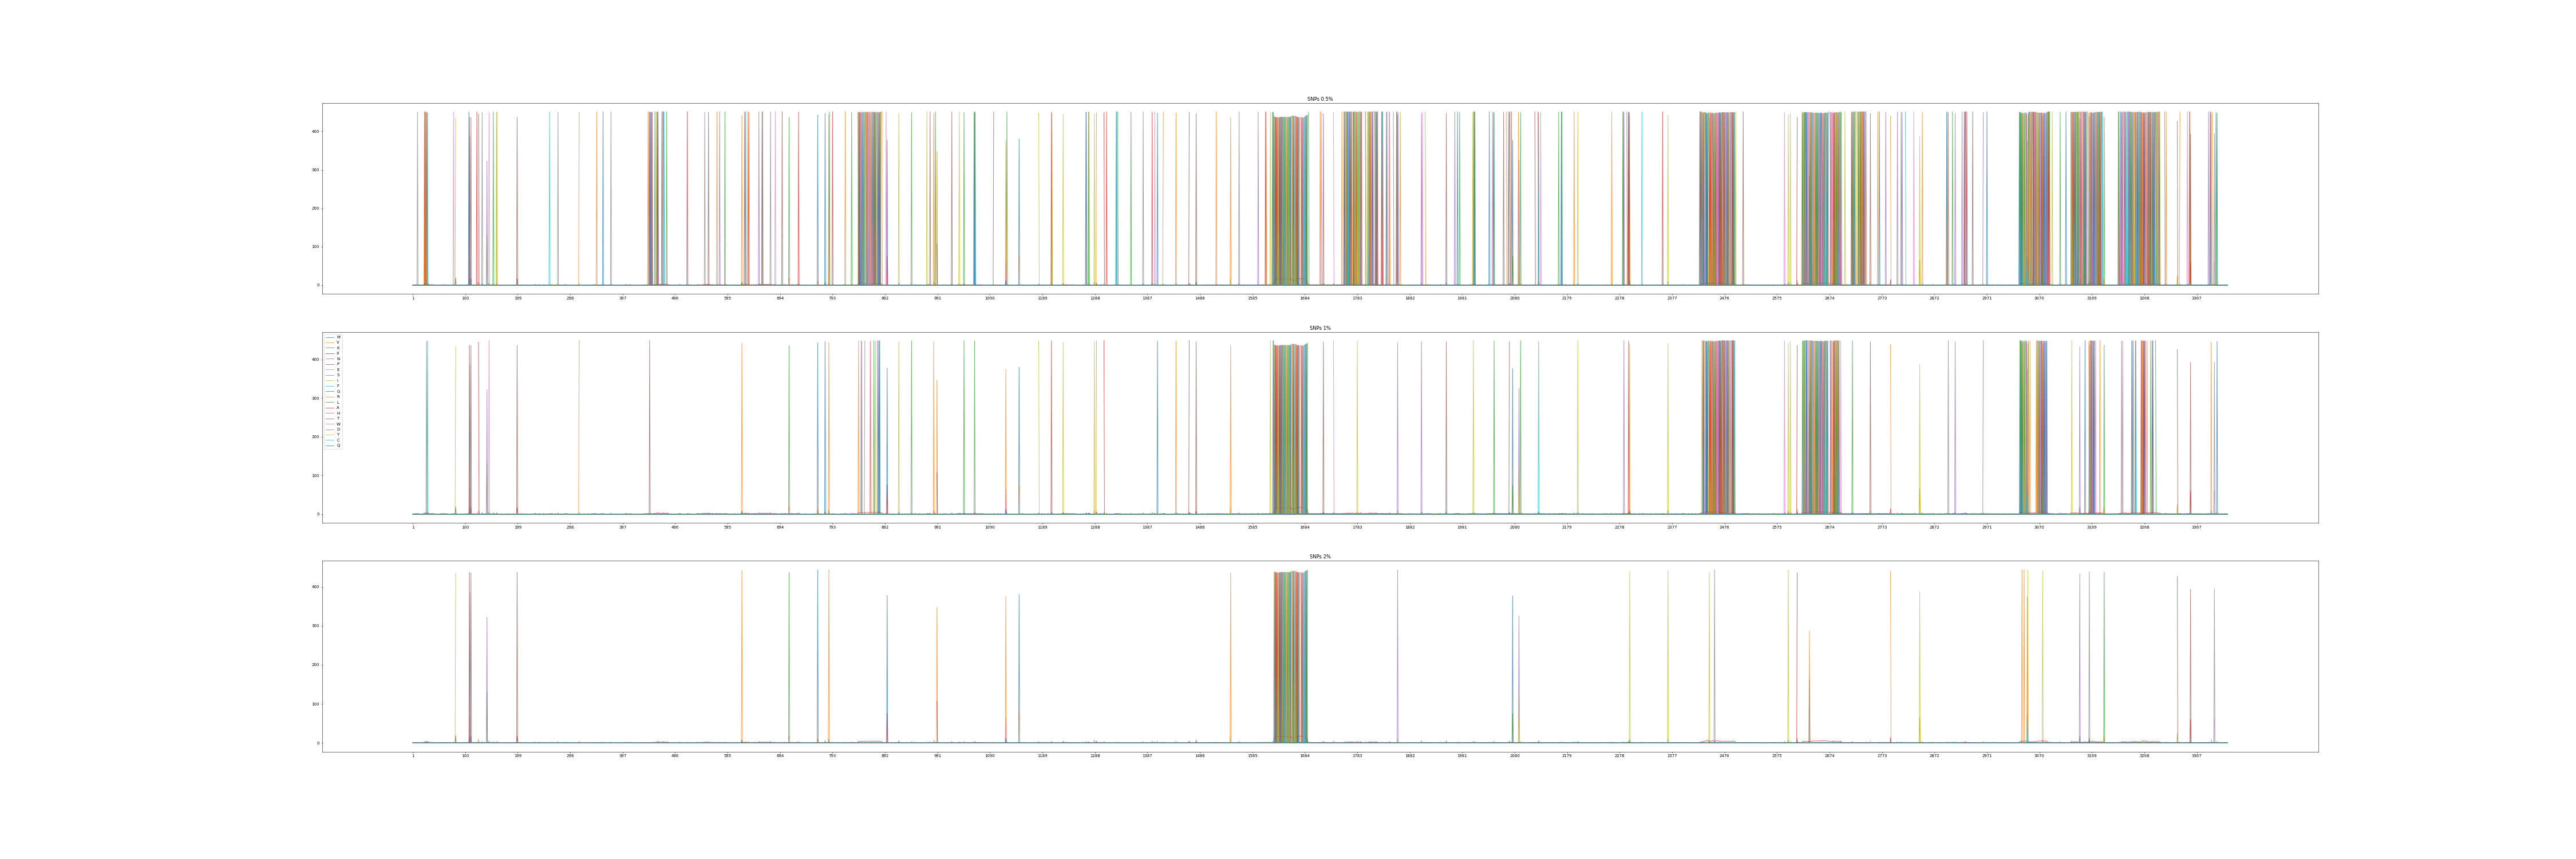 SNPs 0.5%
400
300
200
100
0
1 100 199 298 397 496 595 694 793 892 991 1090 1189 1288 1387 1486 1585 1684 1783 1882 1981 2080 2179 2278 2377 2476 2575 2674 2773 2872 2971 3070 3169 3268 3367
SNPs 1%
M
V
K
X
N
F
E
S
I
P
G
R
L
A
H
T
W
D
Y
C
Q
400
300
200
100
0
1 100 199 298 397 496 595 694 793 892 991 1090 1189 1288 1387 1486 1585 1684 1783 1882 1981 2080 2179 2278 2377 2476 2575 2674 2773 2872 2971 3070 3169 3268 3367
SNPs 2%
400
300
200
100
0
1 100 199 298 397 496 595 694 793 892 991 1090 1189 1288 1387 1486 1585 1684 1783 1882 1981 2080 2179 2278 2377 2476 2575 2674 2773 2872 2971 3070 3169 3268 3367